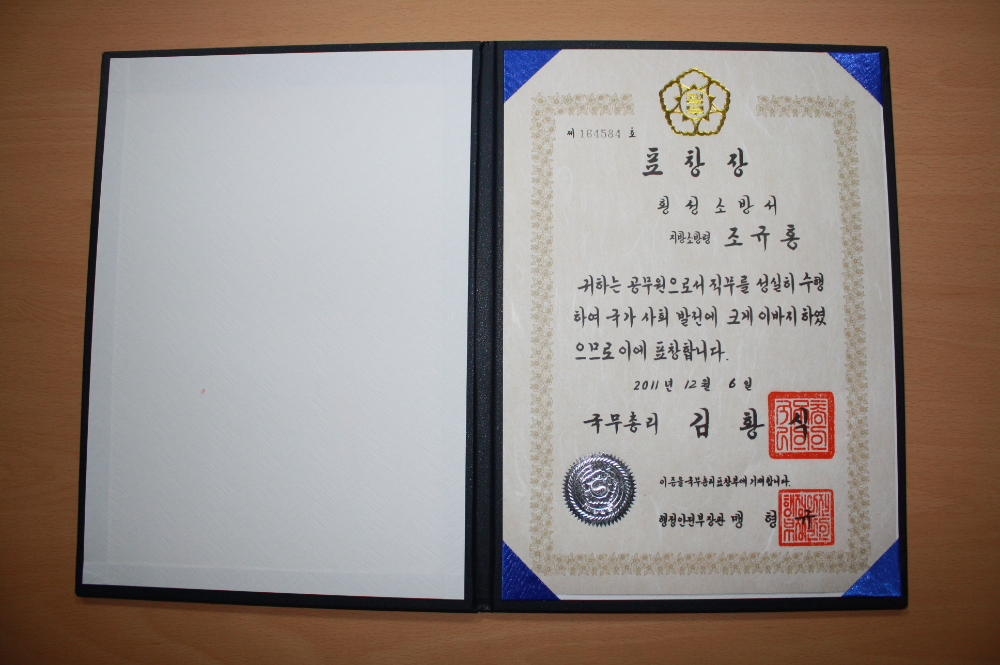 제 164584 호
표창장
횡성소방서
지방소방령 조규홍
귀하는 공무원으로서 직무를 성실히 수행
하여 국가 사회 발전에 크게 이바지 하였
으므로 이에 표창합니다.
2011년 12월 6일
국무총리 김황식
이 증을 국무총리표창부에 기재합니다.
행정안전부장관 맹형규